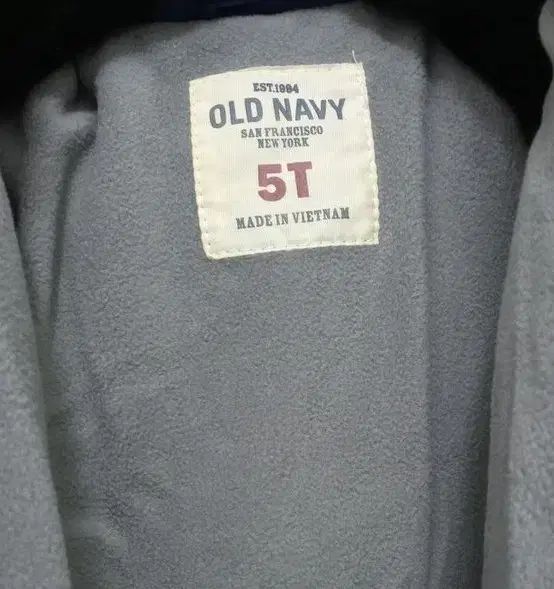 EST.1994
OLD NAVY
SAN FRANCISCO
NEW YORK
5T
MADE IN VIETNAM